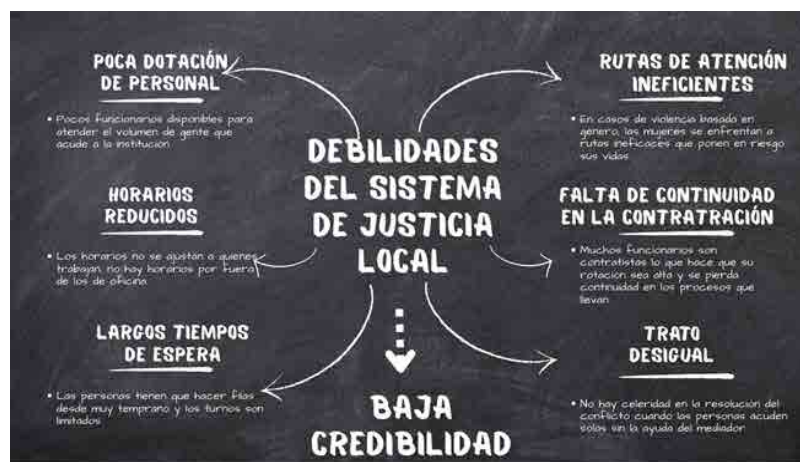 POCA DOTACIÓN
DE PERSONAL
• Pocos funcionarios disponibles para
atender el volumen de gente que
acude a la institución
HORARIOS
REDUCIDOS
• Los horarios no se ajustan a quienes
trabajan, no hay horarios por fuera
de los de oficina
LARGOS TIEMPOS
DE ESPERA
• Las personas tienen que hacer filas
desde muy temprano y los turnos son
limitados
DEBILIDADES
DEL SISTEMA
DE JUSTICIA
LOCAL
BAJA
CREDIBILIDAD
RUTAS DE ATENCIÓN
INEFICIENTES
• En casos de violencia basado en
género, las mujeres se enfrentan a
rutas ineficaces que ponen en riesgo
sus vidas
FALTA DE CONTINUIDAD
EN LA CONTRATRACIÓN
• Muchos funcionarios son
contratistas lo que hace que su
rotación sea alta y se pierda
continuidad en los procesos que
llevan
TRATO
DESIGUAL
• No hay celeridad en la resolución del
conflicto cuando las personas acuden
solas sin la ayuda del mediador